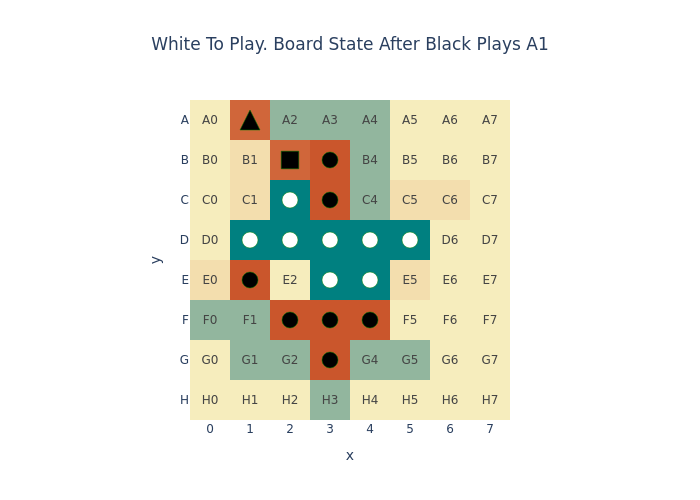 White To Play. Board State After Black Plays A1
A A0 A2 A3 A4 A5 A6 A7
B B0 B1 B4 B5 B6 B7
C C0 C1 C4 C5 C6 C7
D D0 D6 D7
E E0 E2 E5 E6 E7
F F0 F1 F5 F6 F7
G G0 G1 G2 G4 G5 G6 G7
H H0 H1 H2 H3 H4 H5 H6 H7
0 1 2 3 4 5 6 7
x
y